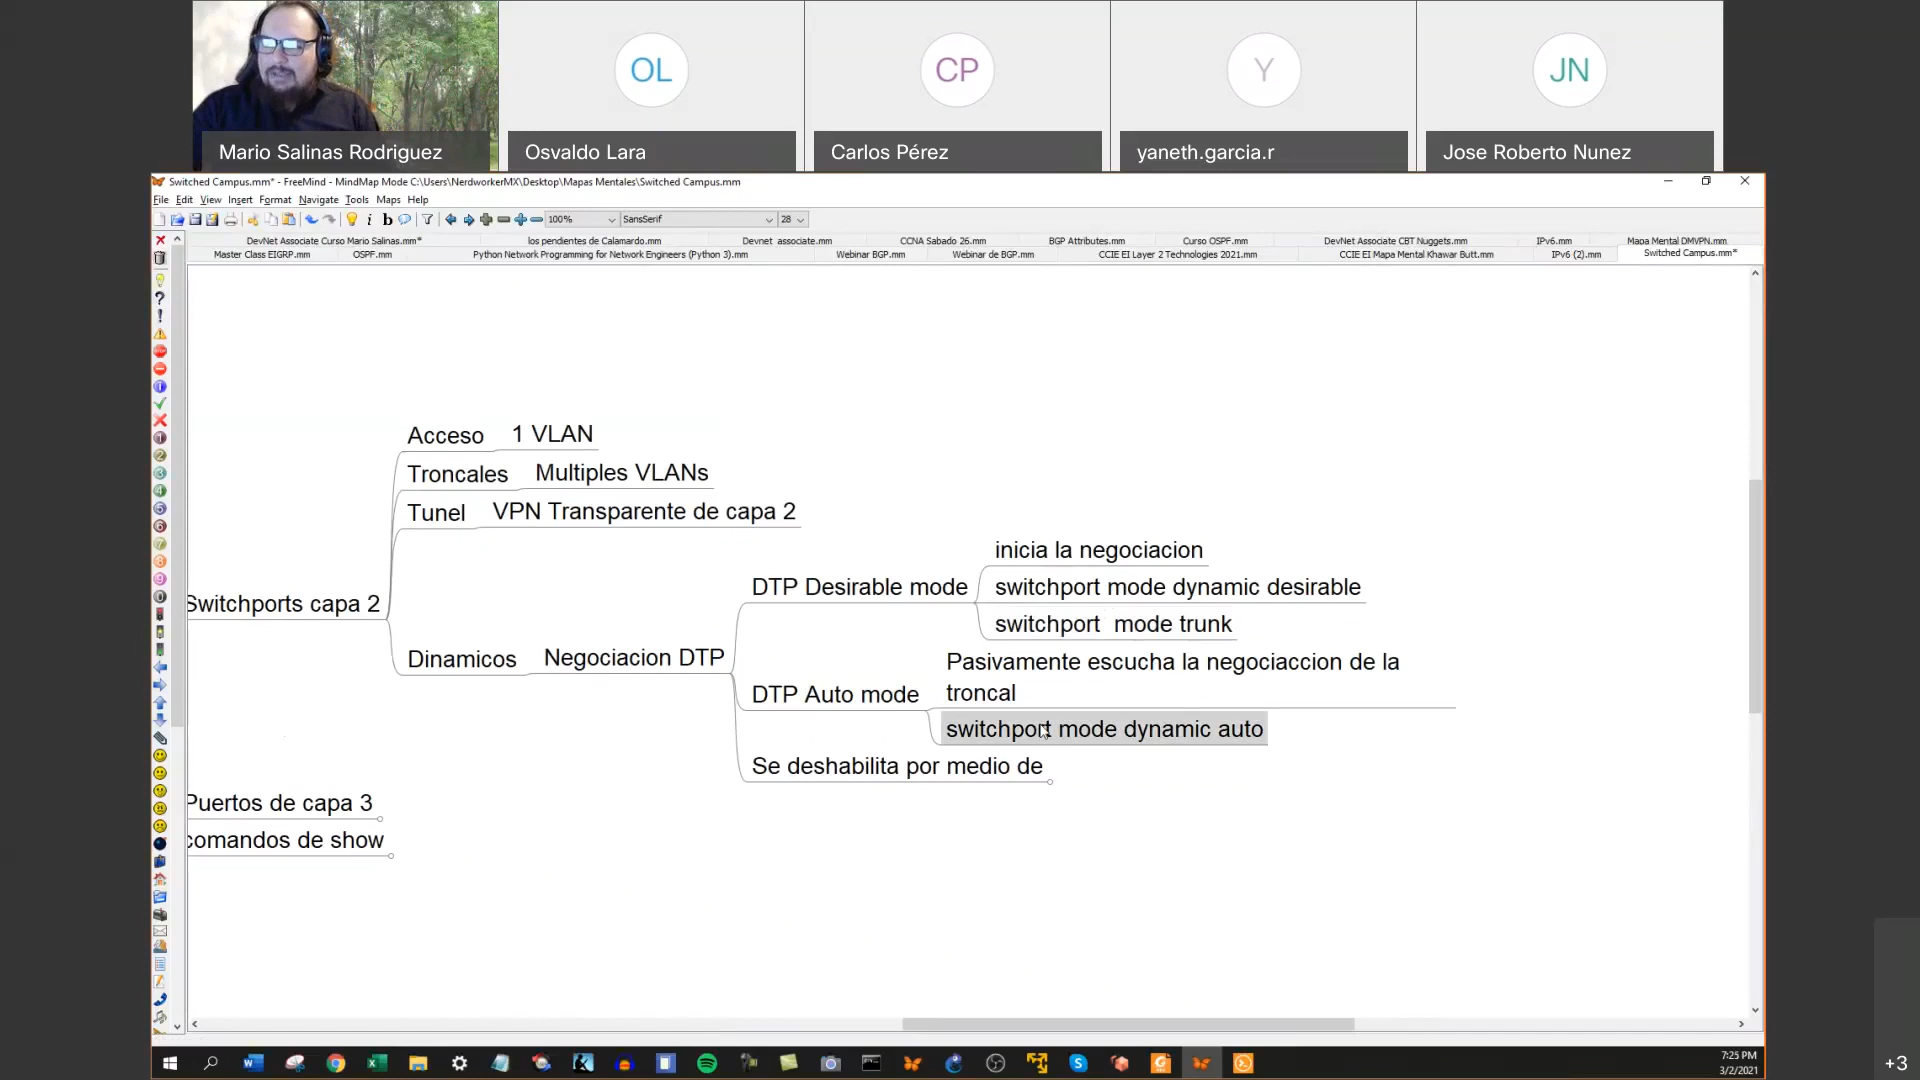 OL
CP
Y
JN
Mario Salinas Rodriguez
Osvaldo Lara
Carlos Pérez
yaneth.garcia.r
Jose Roberto Nunez
Switched Campus.mm* - FreeMind - MindMap Mode C:\Users\NerdworkerMX\Desktop\Mapas Mentales\Switched Campus.mm
File Edit View Insert Format Navigate Tools Maps Help
100% SansSerif 28
DevNet Associate Curso Mario Salinas.mm* los pendientes de Calamardo.mm Devnet associate.mm CCNA Sabado 26.mm BGP Attributes.mm Curso OSPF.mm DevNet Associate CBT Nuggets.mm IPv6.mm Mapa Mental DMVPN.mm
Master Class EIGRP.mm OSPF.mm Python Network Programming for Network Engineers (Python 3).mm Webinar BGP.mm Webinar de BGP.mm CCIE EI Layer 2 Technologies 2021.mm CCIE EI Mapa Mental Khawar Butt.mm IPv6 (2).mm Switched Campus.mm*
Acceso 1 VLAN
Troncales Multiples VLANs
Tunel VPN Transparente de capa 2
inicia la negociacion
DTP Desirable mode switchport mode dynamic desirable
Switchports capa 2
switchport mode trunk
Dinamicos Negociacion DTP
Pasivamente escucha la negociaccion de la
troncal
DTP Auto mode
switchport mode dynamic auto
Se deshabilita por medio de
Puertos de capa 3
comandos de show
7:25 PM
3/2/2021
+3